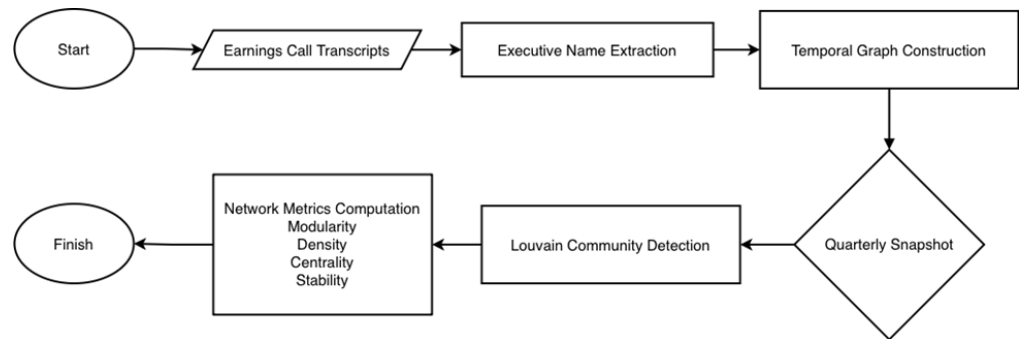 Start
Earnings Call Transcripts
Executive Name Extraction
Temporal Graph Construction
Quarterly Snapshot
Louvain Community Detection
Network Metrics Computation
Modularity
Density
Centrality
Stability
Finish